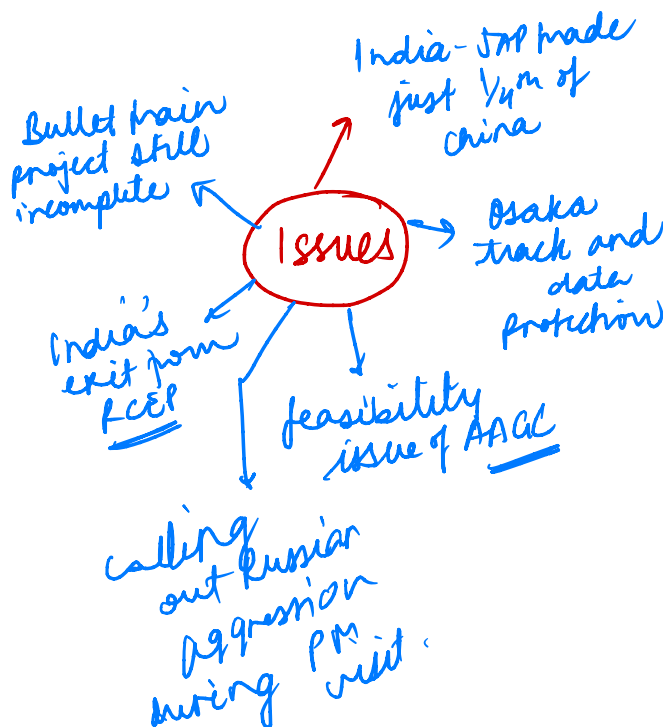 India-JAP trade
just 1/4th of
China
Bullet train
project still
incomplete
Issues
Osaka
track and
data
protection
India's
exit from
RCEP
feasibility
issue of AAGC
calling
out Russian
aggression
during PM
visit.